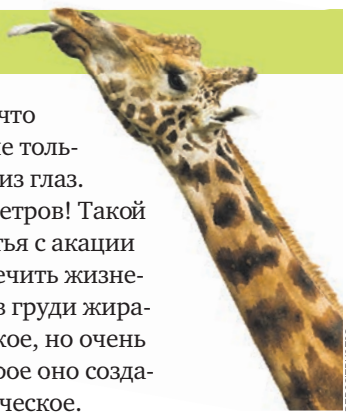 что
не толь-
из глаз.
етров! Такой
тья с акации
ечить жизне-
в груди жира-
кое, но очень
рое оно созда-
ческое.